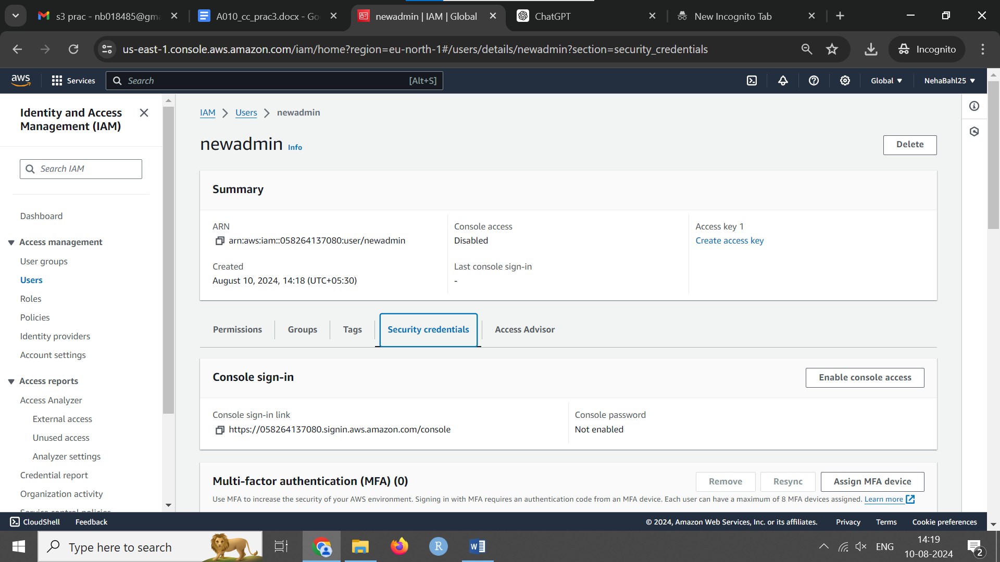 s3 prac - nb018485@gma
A010_cc_prac3.docx - Go
newadmin | IAM | Global
ChatGPT
New Incognito Tab
us-east-1.console.aws.amazon.com/iam/home?region=eu-north-1#/users/details/newadmin?section=security_credentials
Incognito
aws
Services
Search
[Alt+S]
Global
NehaBahl25
Identity and Access
Management (IAM)
Search IAM
Dashboard
Access management
User groups
Users
Roles
Policies
Identity providers
Account settings
Access reports
Access Analyzer
External access
Unused access
Analyzer settings
Credential report
Organization activity
Service control policies
IAM
Users
newadmin
newadmin Info
Delete
Summary
ARN
arn:aws:iam::058264137080:user/newadmin
Created
August 10, 2024, 14:18 (UTC+05:30)
Console access
Disabled
Last console sign-in
-
Access key 1
Create access key
Permissions
Groups
Tags
Security credentials
Access Advisor
Console sign-in
Enable console access
Console sign-in link
https://058264137080.signin.aws.amazon.com/console
Console password
Not enabled
Multi-factor authentication (MFA) (0)
Remove
Resync
Assign MFA device
Use MFA to increase the security of your AWS environment. Signing in with MFA requires an authentication code from an MFA device. Each user can have a maximum of 8 MFA devices assigned. Learn more
CloudShell
Feedback
© 2024, Amazon Web Services, Inc. or its affiliates.
Privacy
Terms
Cookie preferences
Type here to search
R
W
ENG
14:19
10-08-2024
2